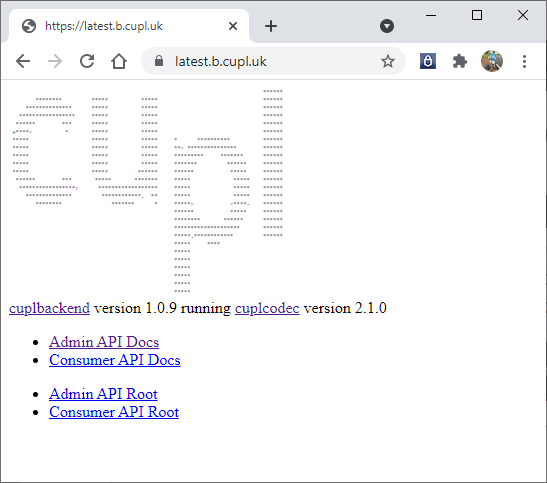 https://latest.b.cupl.uk
latest.b.cupl.uk
cupl
cuplbackend version 1.0.9 running cuplcodec version 2.1.0
Admin API Docs
Consumer API Docs
Admin API Root
Consumer API Root